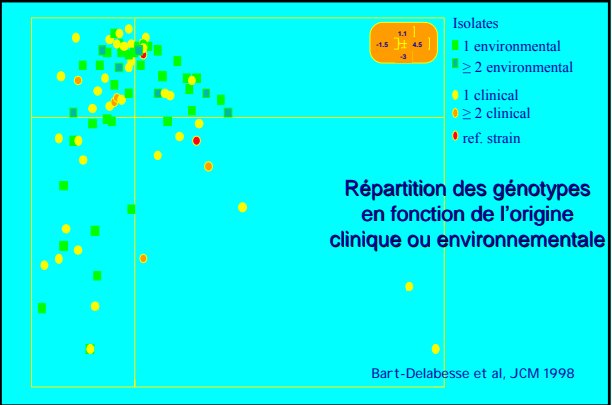 1.1
-1.5 4.5
-3
Isolates
1 environmental
≥ 2 environmental
1 clinical
≥ 2 clinical
ref. strain
Répartition des génotypes
en fonction de l'origine
clinique ou environnementale
Bart-Delabesse et al, JCM 1998